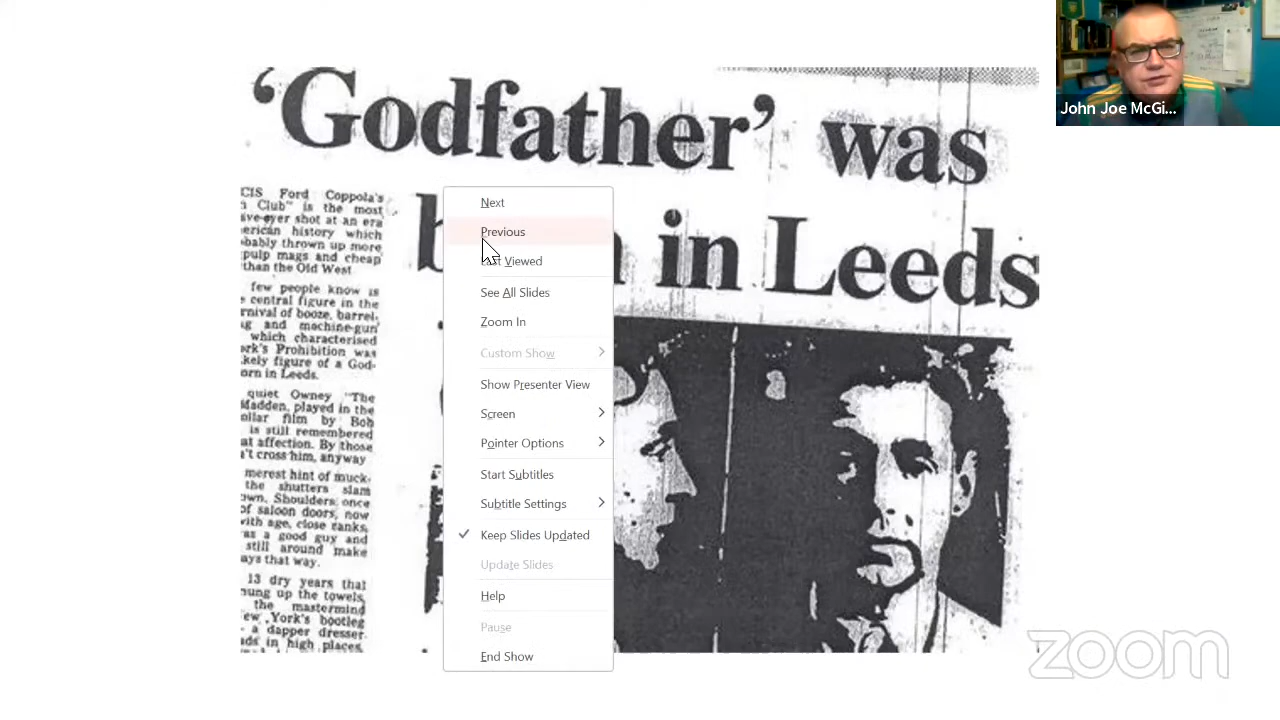 'Godfather' was
in Leeds
CIS Ford Coppola's
Club" is the most
shot at an era
history which
thrown up more
pulp mags and cheap
than the Old West
few people know is
central figure in the
of booze, barrel-
and machine-gun
which characterised
Prohibition was
figure of a God-
in Leeds.
quiet Owney "The
Madden, played in the
film by Bob
is still remembered
affection. By those
cross him, anyway
merest hint of muck-
the shutters slam
Shoulders once
of saloon doors, now
with age, close ranks.
as a good guy and
still around make
that way.
13 dry years that
up the towels,
the mastermind
York's bootleg
a dapper dresser.
in high places,
Next
Previous
Viewed
See All Slides
Zoom In
Custom Show
Show Presenter View
Screen
Pointer Options
Start Subtitles
Subtitle Settings
Keep Slides Updated
Update Slides
Help
Pause
End Show
John Joe McGi...
zoom